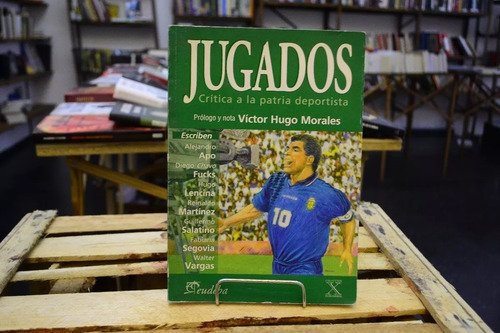 JUGADOS
Crítica a la patria deportista
Prólogo y nota Víctor Hugo Morales
Escriben
Alejandro
Apo
Diego
Fucks
Hugo
Lencina
Reinaldo
Martínez
Guillermo
Salatino
Fabiana
Segovia
Walter
Vargas
10
eudeba
X